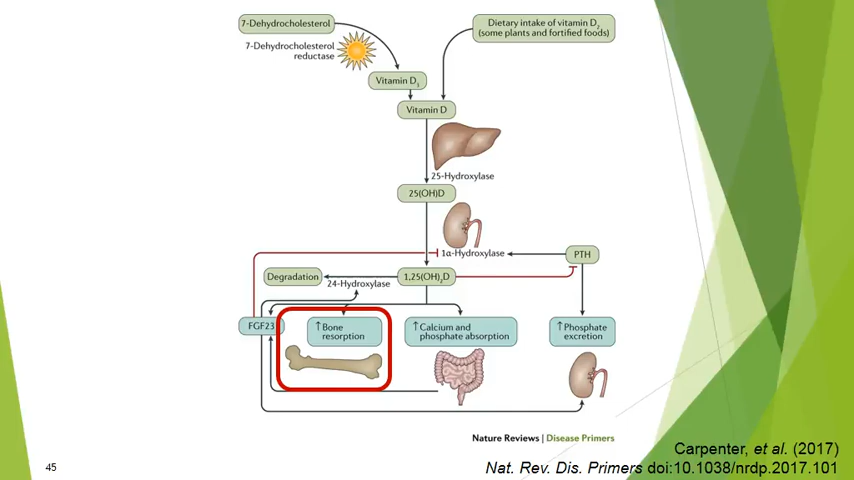 7-Dehydrocholesterol
Dietary intake of vitamin D₂
(some plants and fortified foods)
7-Dehydrocholesterol
reductase
Vitamin D₃
Vitamin D
25-Hydroxylase
25(OH)D
1α-Hydroxylase
PTH
Degradation
24-Hydroxylase
1,25(OH)₂D
FGF23
↑ Bone
resorption
↑ Calcium and
phosphate absorption
↑ Phosphate
excretion
Nature Reviews | Disease Primers
Carpenter, et al. (2017)
Nat. Rev. Dis. Primers doi:10.1038/nrdp.2017.101
45